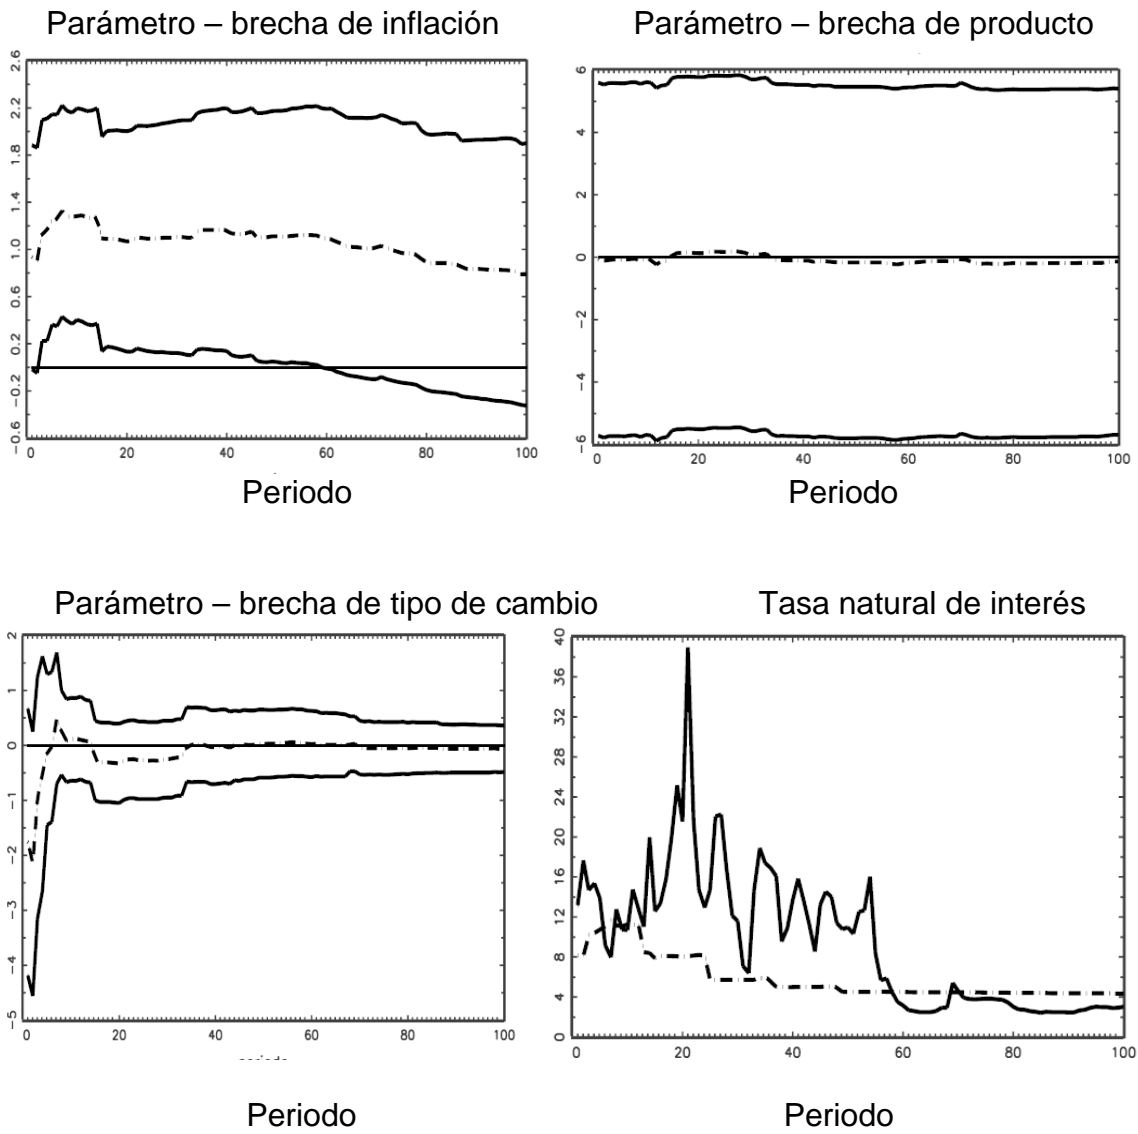 Parámetro – brecha de inflación
Parámetro – brecha de producto
2.6
2.2
1.8
1.4
1.0
0.6
0.2
−0.2
−0.6
0 20 40 60 80 100
Periodo
6
4
2
0
−2
−4
−6
0 20 40 60 80 100
Periodo
Parámetro – brecha de tipo de cambio
Tasa natural de interés
2
1
0
−1
−2
−3
−4
−5
0 20 40 60 80 100
Periodo
40
36
32
28
24
20
16
12
8
4
0
0 20 40 60 80 100
Periodo